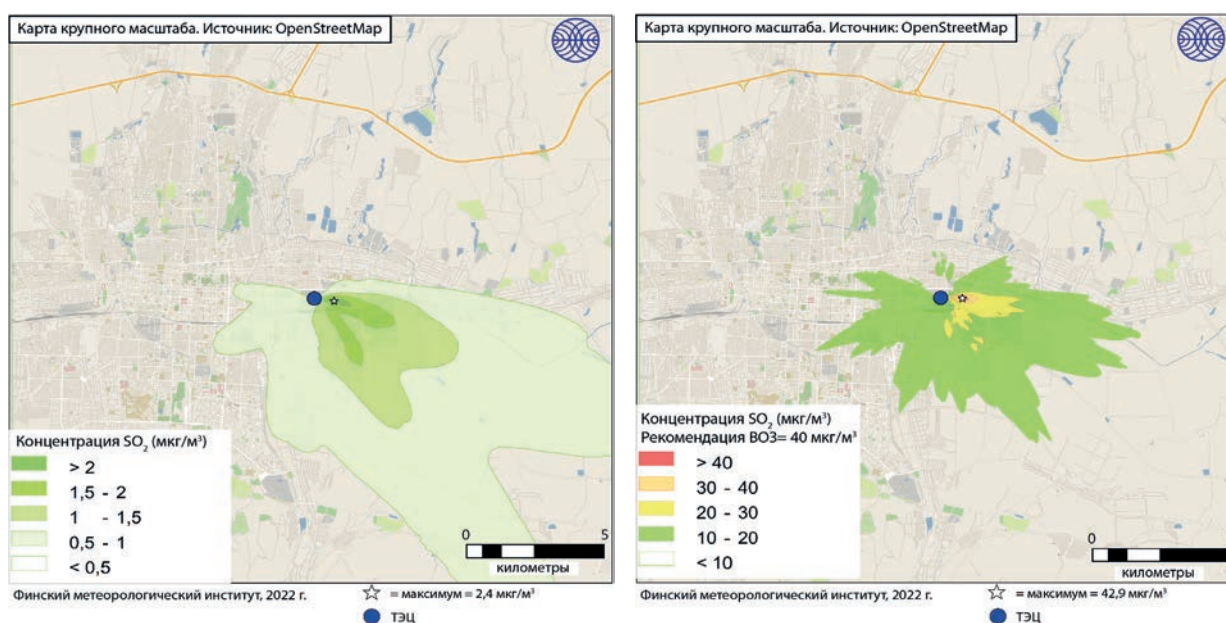 Карта крупного масштаба. Источник: OpenStreetMap
Концентрация SO₂ (мкг/м³)
> 2
1,5 - 2
1 - 1,5
0,5 - 1
< 0,5
0 5
километры
Финский метеорологический институт, 2022 г.
= максимум = 2,4 мкг/м³
ТЭЦ
Карта крупного масштаба. Источник: OpenStreetMap
Концентрация SO₂ (мкг/м³)
Рекомендация ВОЗ= 40 мкг/м³
> 40
30 - 40
20 - 30
10 - 20
< 10
0
километры
Финский метеорологический институт, 2022 г.
= максимум = 42,9 мкг/м³
ТЭЦ